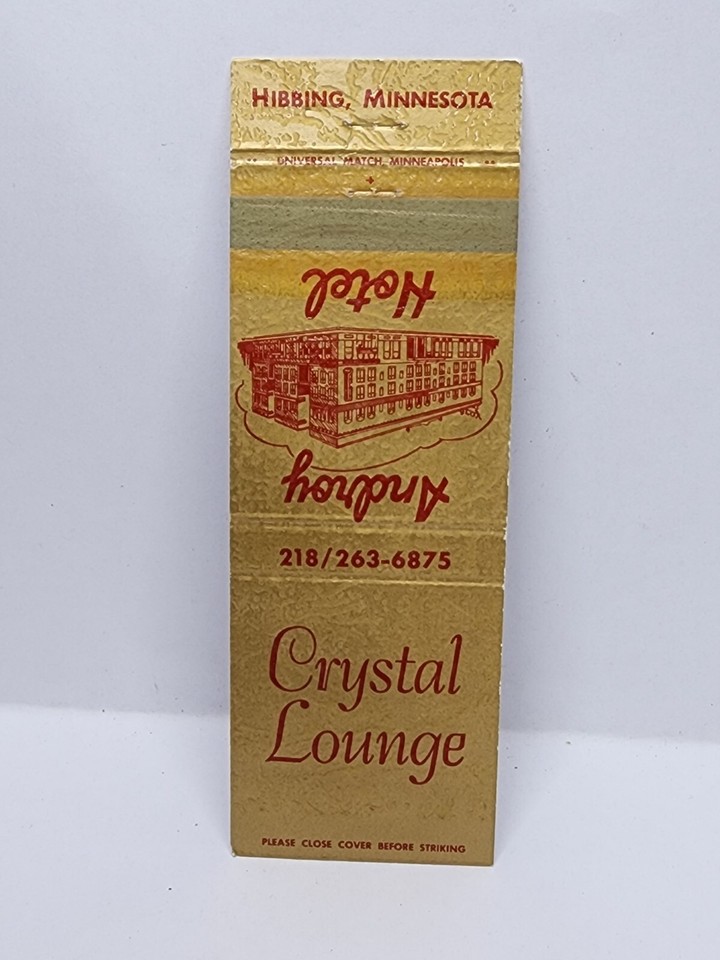 HIBBING, MINNESOTA
UNIVERSAL MATCH, MINNEAPOLIS
Androy
Hotel
218/263-6875
Crystal
Lounge
PLEASE CLOSE COVER BEFORE STRIKING